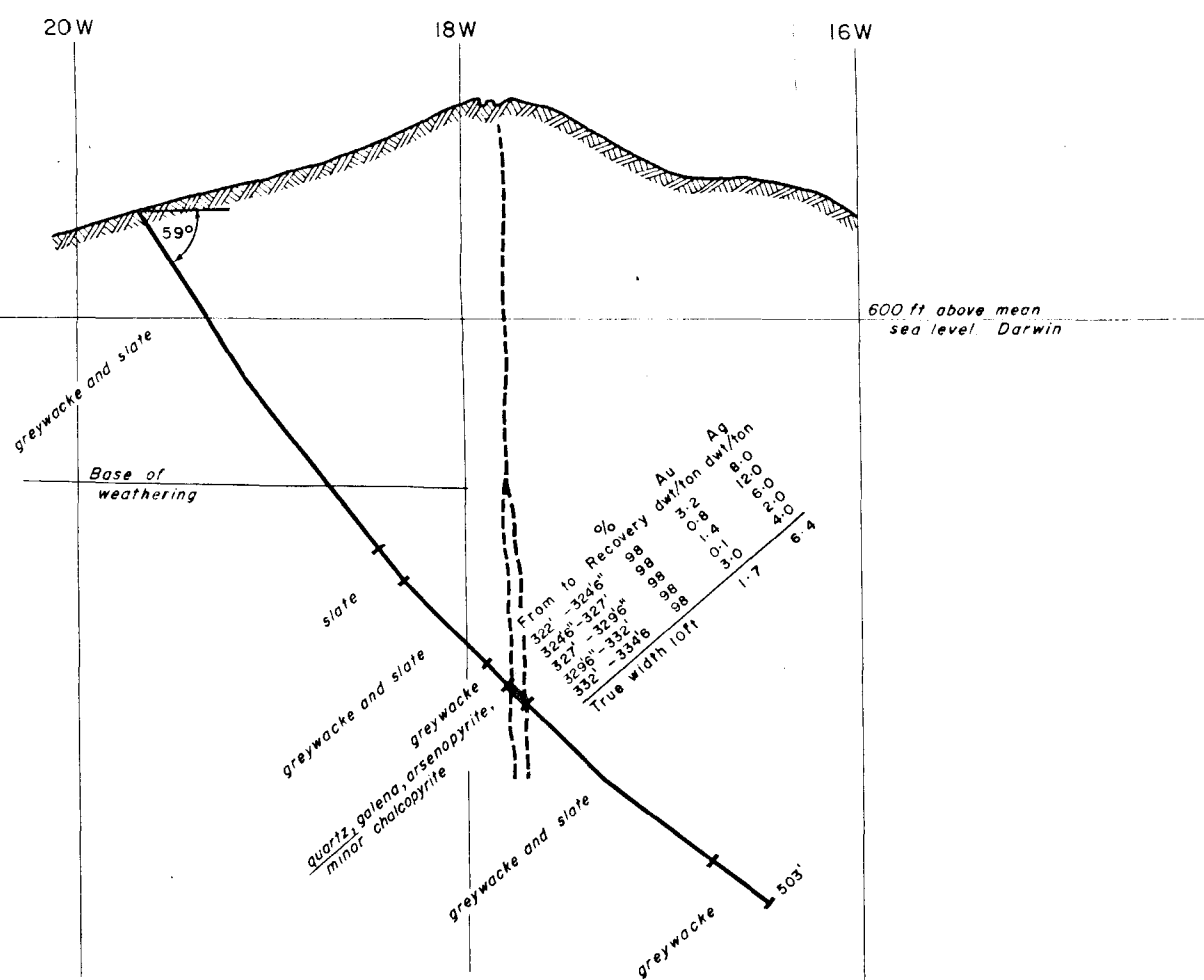 20W
18W
16W
59°
600 ft above mean
sea level. Darwin
greywacke and slate
Base of
weathering
%
Au
Ag
From to Recovery dwt/ton dwt/ton
322' -324'6" 98 3·2 8·0
324'6"-327' 98 0·8 12·0
327' -329'6" 98 1·4 6·0
329'6"-332' 98 0·1 2·0
332' -334'6 98 3·0 4·0
True width 10ft 1·7 6·4
slate
greywacke and slate
greywacke
quartz, galena, arsenopyrite,
minor chalcopyrite
greywacke and slate
503'
greywacke